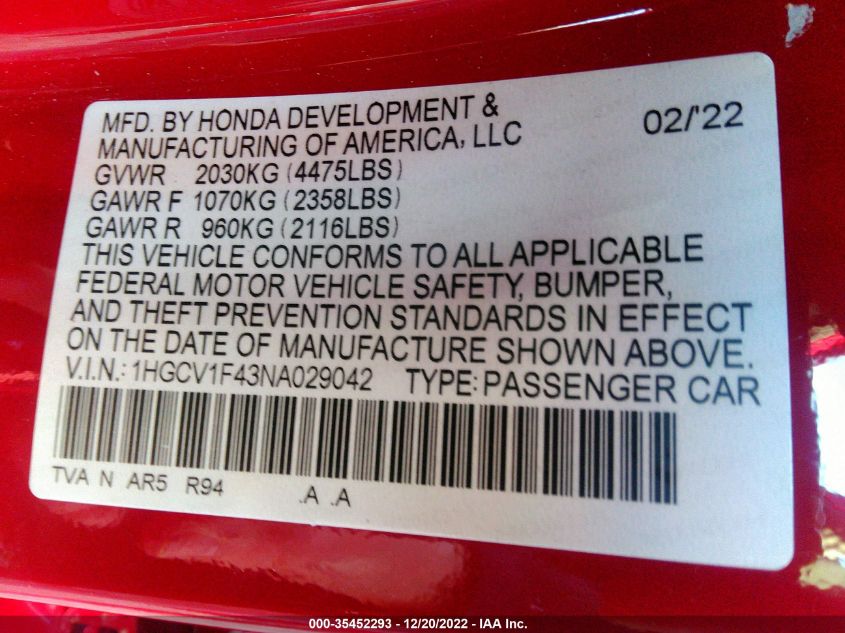 MFD. BY HONDA DEVELOPMENT &
MANUFACTURING OF AMERICA, LLC 02/'22
GVWR 2030KG (4475LBS)
GAWR F 1070KG (2358LBS)
GAWR R 960KG (2116LBS)
THIS VEHICLE CONFORMS TO ALL APPLICABLE
FEDERAL MOTOR VEHICLE SAFETY, BUMPER,
AND THEFT PREVENTION STANDARDS IN EFFECT
ON THE DATE OF MANUFACTURE SHOWN ABOVE.
V.I.N.: 1HGCV1F43NA029042 TYPE: PASSENGER CAR
TVA N AR5 R94 .A .A
000-35452293 - 12/20/2022 - IAA Inc.